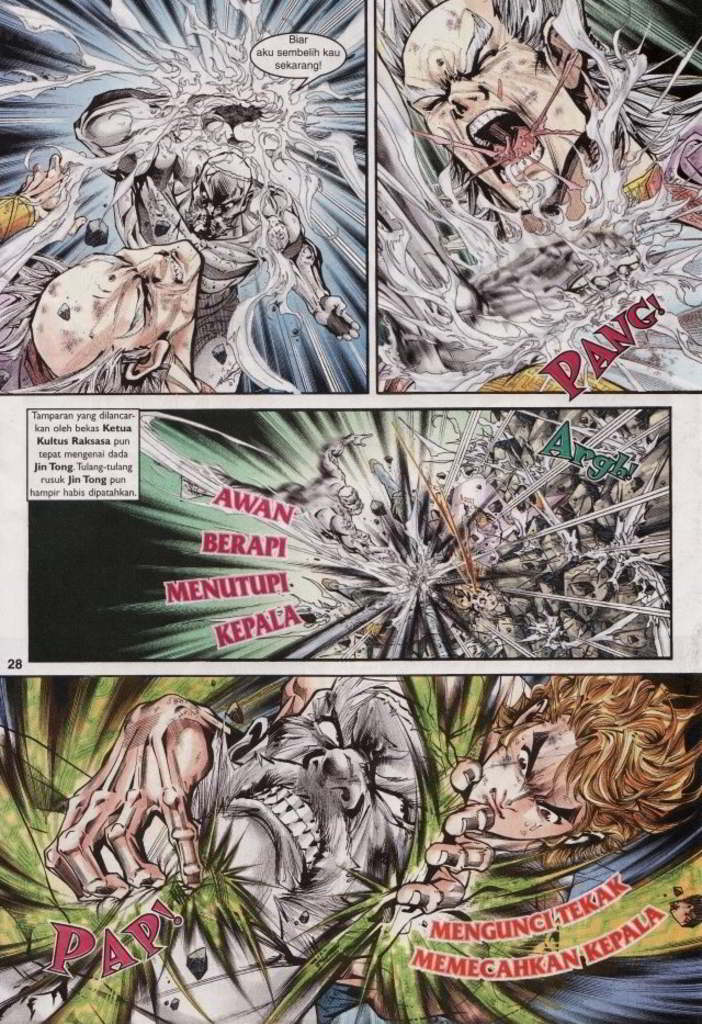 Biar
aku sembelih kau
sekarang!
PANG!
Tamparan yang dilancar-
kan oleh bekas Ketua
Kultus Raksasa pun
tepat mengenai dada
Jin Tong. Tulang-tulang
rusuk Jin Tong pun
hampir habis dipatahkan.
Argh!
AWAN
BERAPI
MENUTUPI
KEPALA
28
PAP!
MENGUNCI TEKAK
MEMECAHKAN KEPALA